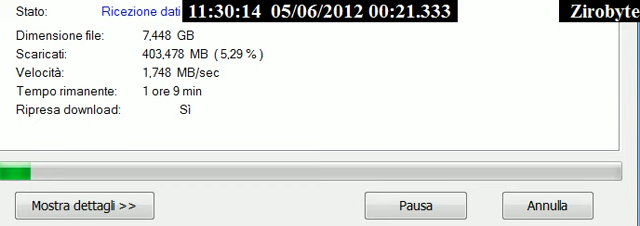 Stato: Ricezione dati 11:30:14 05/06/2012 00:21.333 Zirobyte
Dimensione file: 7,448 GB
Scaricati: 403,478 MB ( 5,29 % )
Velocità: 1,748 MB/sec
Tempo rimanente: 1 ore 9 min
Ripresa download: Sì
Mostra dettagli >> Pausa Annulla